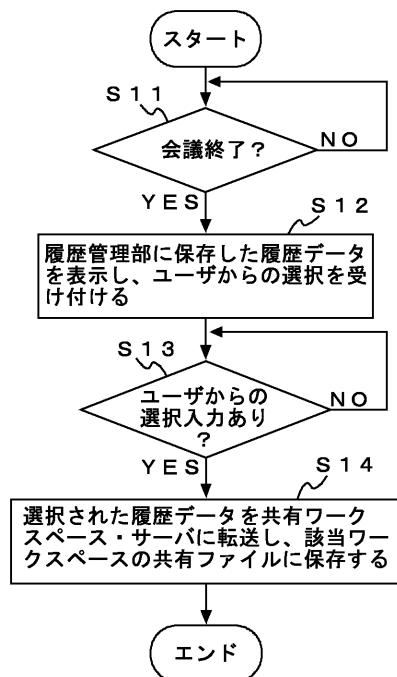 スタート
S11
会議終了?
NO
YES
S12
履歴管理部に保存した履歴データ
を表示し、ユーザからの選択を受
け付ける
S13
ユーザからの
選択入力あり
?
NO
YES
S14
選択された履歴データを共有ワーク
スペース・サーバに転送し、該当ワー
クスペースの共有ファイルに保存する
エンド